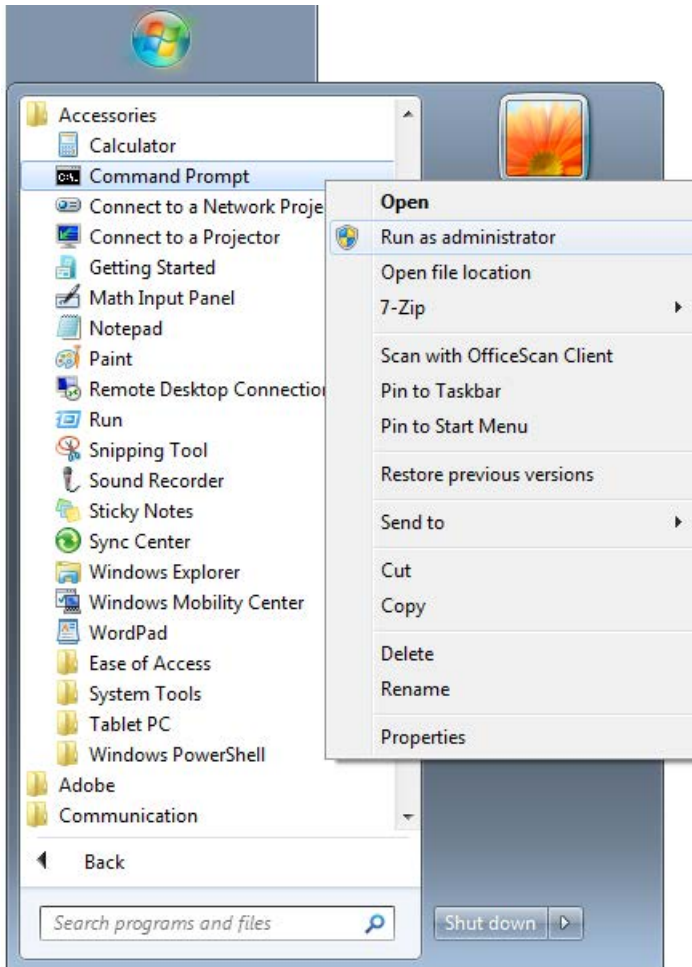 Accessories
Calculator
C:\.
Command Prompt
Connect to a Network Proje
Connect to a Projector
Getting Started
Math Input Panel
Notepad
Paint
Remote Desktop Connection
Run
Snipping Tool
Sound Recorder
Sticky Notes
Sync Center
Windows Explorer
Windows Mobility Center
WordPad
Ease of Access
System Tools
Tablet PC
Windows PowerShell
Adobe
Communication
Back
Search programs and files
Open
Run as administrator
Open file location
7-Zip
Scan with OfficeScan Client
Pin to Taskbar
Pin to Start Menu
Restore previous versions
Send to
Cut
Copy
Delete
Rename
Properties
Shut down